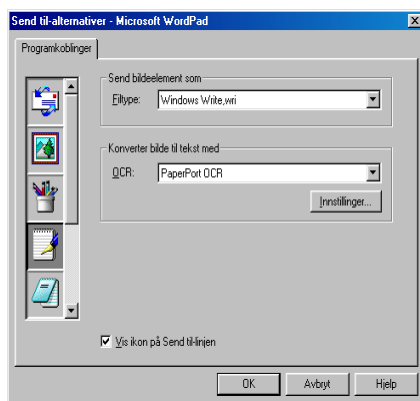 Send til-alternativer - Microsoft WordPad
Programkoblinger
Send bildeelement som
Filtype: Windows Write,wri
Konverter bilde til tekst med
OCR: PaperPort OCR
Innstillinger...
Vis ikon på Send til-linjen
OK Avbryt Hjelp